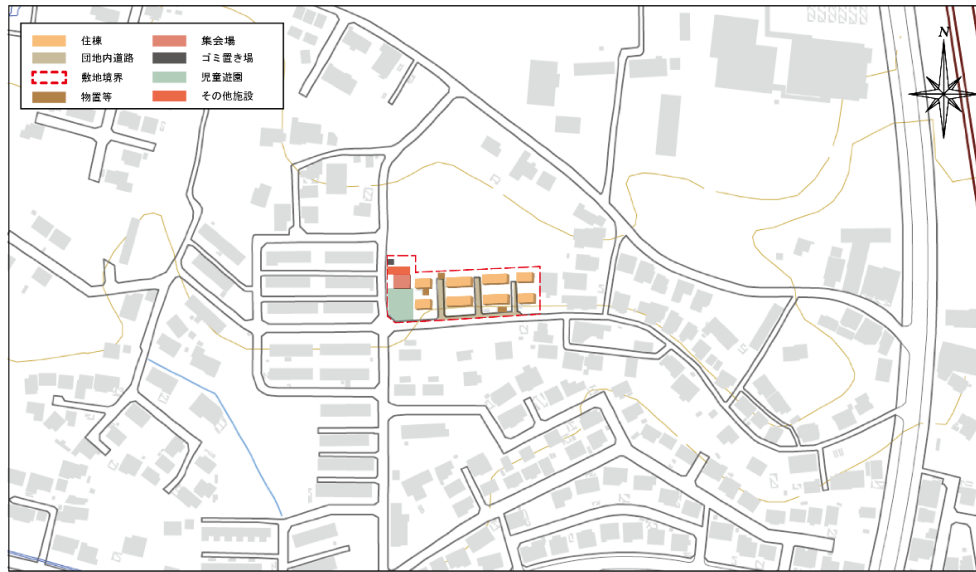 住棟
集会場
団地内道路
ゴミ置き場
敷地境界
児童遊園
物置等
その他施設
N